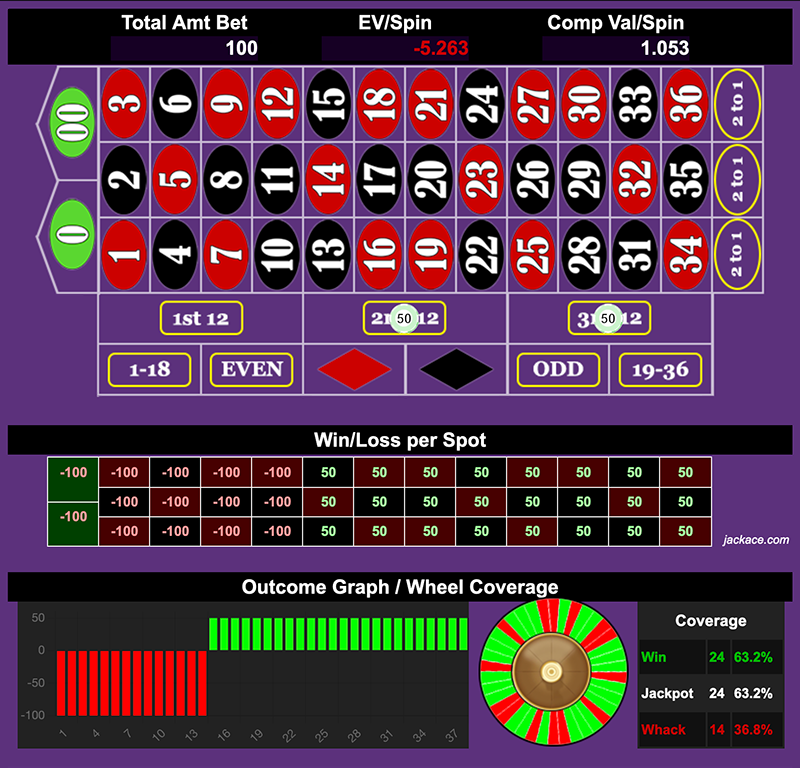 Total Amt Bet EV/Spin Comp Val/Spin
100 -5.263 1.053
00 3 6 9 12 15 18 21 24 27 30 33 36 2 to 1
2 5 8 11 14 17 20 23 26 29 32 35 2 to 1
0 1 4 7 10 13 16 19 22 25 28 31 34 2 to 1
1st 12 2n 50 12 3r 50 12
1-18 EVEN ODD 19-36
Win/Loss per Spot
-100 -100 -100 -100 -100 50 50 50 50 50 50 50 50
-100 -100 -100 -100 50 50 50 50 50 50 50 50
-100 -100 -100 -100 -100 50 50 50 50 50 50 50 50
jackace.com
Outcome Graph / Wheel Coverage
50
0
-50
-100
1 4 7 10 13 16 19 22 25 28 31 34 37
Coverage
Win 24 63.2%
Jackpot 24 63.2%
Whack 14 36.8%